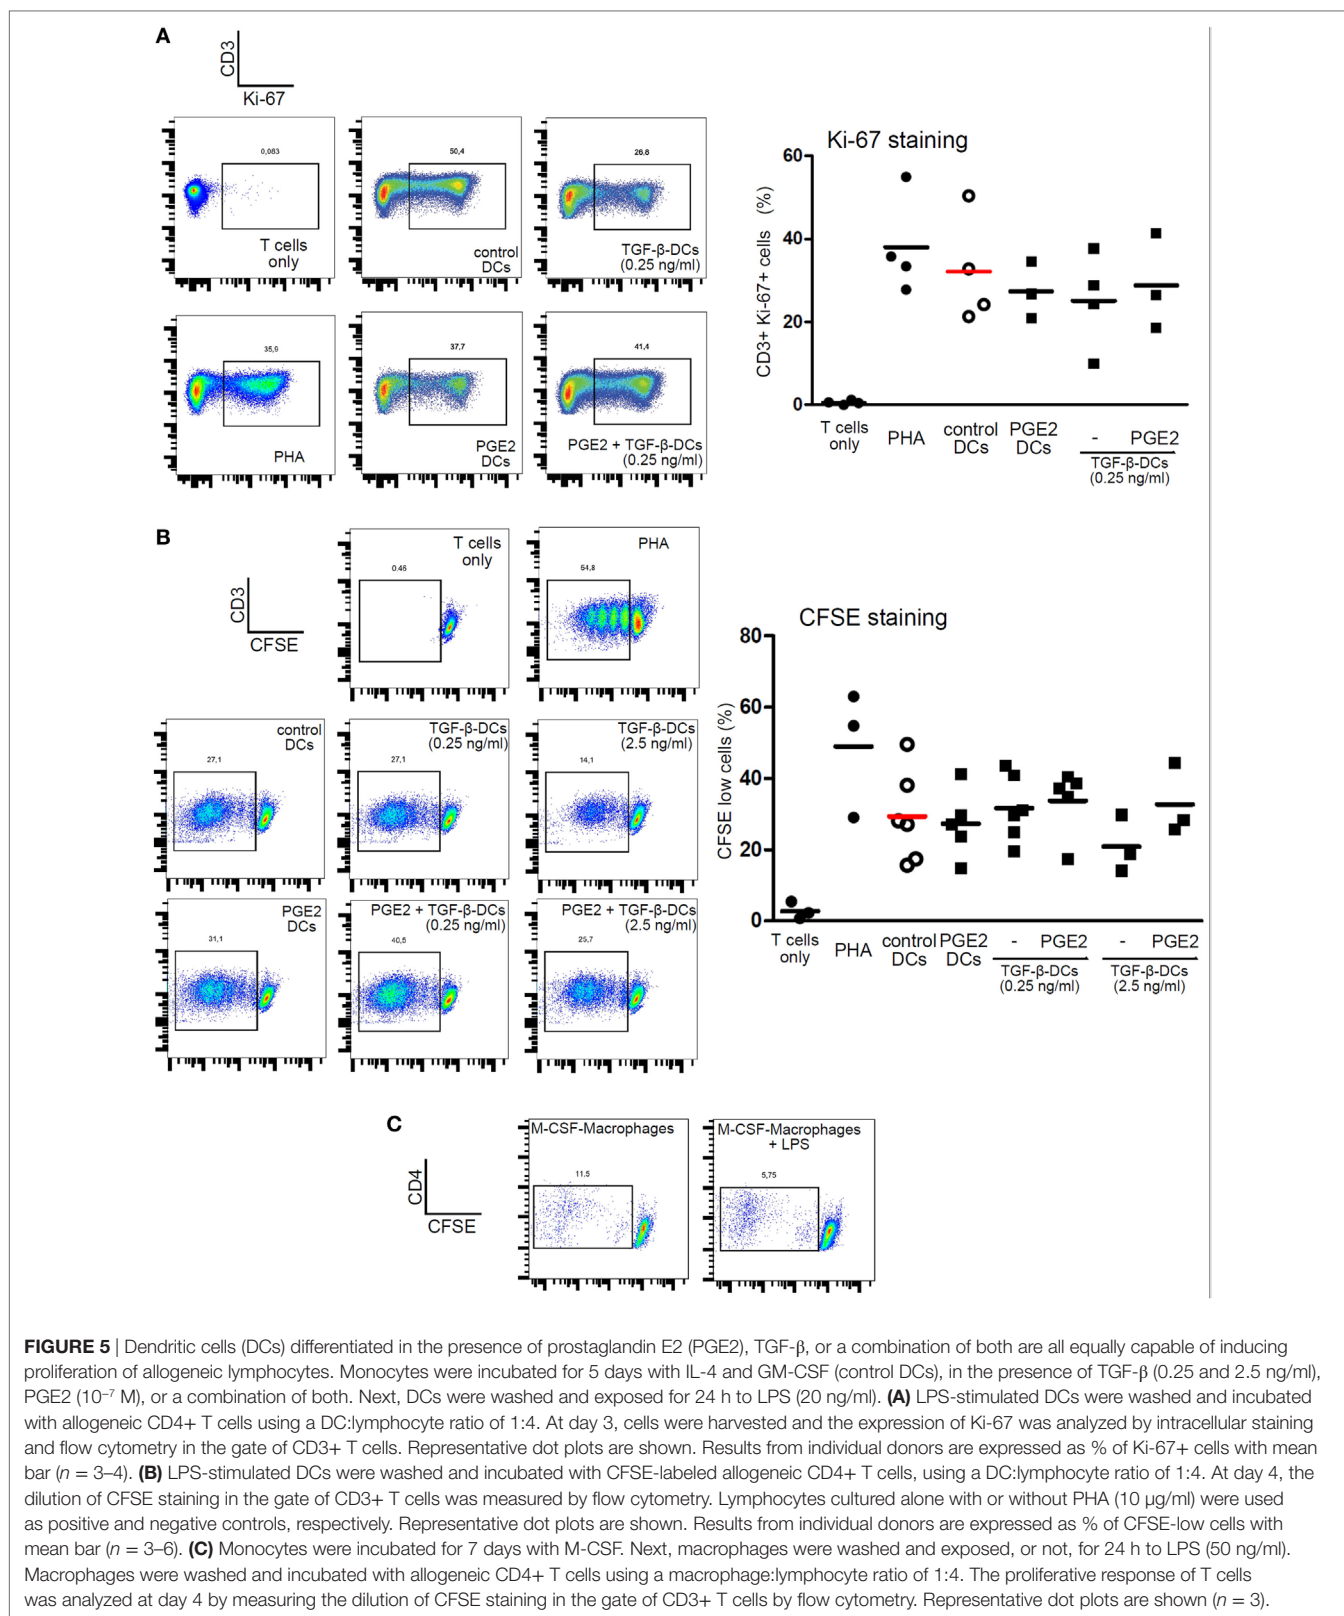 A
CD3
Ki-67
0,083
T cells
only
50,4
control
DCs
26,8
TGF-β-DCs
(0.25 ng/ml)
35,9
PHA
37,7
PGE2
DCs
41,4
PGE2 + TGF-β-DCs
(0.25 ng/ml)
Ki-67 staining
CD3+ Ki-67+ cells (%)
60
40
20
0
T cells
only
PHA
control
DCs
PGE2
DCs
-
PGE2
TGF-β-DCs
(0.25 ng/ml)
B
CD3
CFSE
0.46
T cells
only
54,8
PHA
27,1
control
DCs
27,1
TGF-β-DCs
(0.25 ng/ml)
14,1
TGF-β-DCs
(2.5 ng/ml)
31,1
PGE2
DCs
40,5
PGE2 + TGF-β-DCs
(0.25 ng/ml)
25,7
PGE2 + TGF-β-DCs
(2.5 ng/ml)
CFSE staining
CFSE low cells (%)
80
60
40
20
0
T cells
only
PHA
control
DCs
PGE2
DCs
-
PGE2
TGF-β-DCs
(0.25 ng/ml)
-
PGE2
TGF-β-DCs
(2.5 ng/ml)
C
CD4
CFSE
M-CSF-Macrophages
11.5
M-CSF-Macrophages
+ LPS
5,75
FIGURE 5 | Dendritic cells (DCs) differentiated in the presence of prostaglandin E2 (PGE2), TGF-β, or a combination of both are all equally capable of inducing
proliferation of allogeneic lymphocytes. Monocytes were incubated for 5 days with IL-4 and GM-CSF (control DCs), in the presence of TGF-β (0.25 and 2.5 ng/ml),
PGE2 (10⁻⁷ M), or a combination of both. Next, DCs were washed and exposed for 24 h to LPS (20 ng/ml). (A) LPS-stimulated DCs were washed and incubated
with allogeneic CD4+ T cells using a DC:lymphocyte ratio of 1:4. At day 3, cells were harvested and the expression of Ki-67 was analyzed by intracellular staining
and flow cytometry in the gate of CD3+ T cells. Representative dot plots are shown. Results from individual donors are expressed as % of Ki-67+ cells with mean
bar (n = 3–4). (B) LPS-stimulated DCs were washed and incubated with CFSE-labeled allogeneic CD4+ T cells, using a DC:lymphocyte ratio of 1:4. At day 4, the
dilution of CFSE staining in the gate of CD3+ T cells was measured by flow cytometry. Lymphocytes cultured alone with or without PHA (10 µg/ml) were used
as positive and negative controls, respectively. Representative dot plots are shown. Results from individual donors are expressed as % of CFSE-low cells with
mean bar (n = 3–6). (C) Monocytes were incubated for 7 days with M-CSF. Next, macrophages were washed and exposed, or not, for 24 h to LPS (50 ng/ml).
Macrophages were washed and incubated with allogeneic CD4+ T cells using a macrophage:lymphocyte ratio of 1:4. The proliferative response of T cells
was analyzed at day 4 by measuring the dilution of CFSE staining in the gate of CD3+ T cells by flow cytometry. Representative dot plots are shown (n = 3).